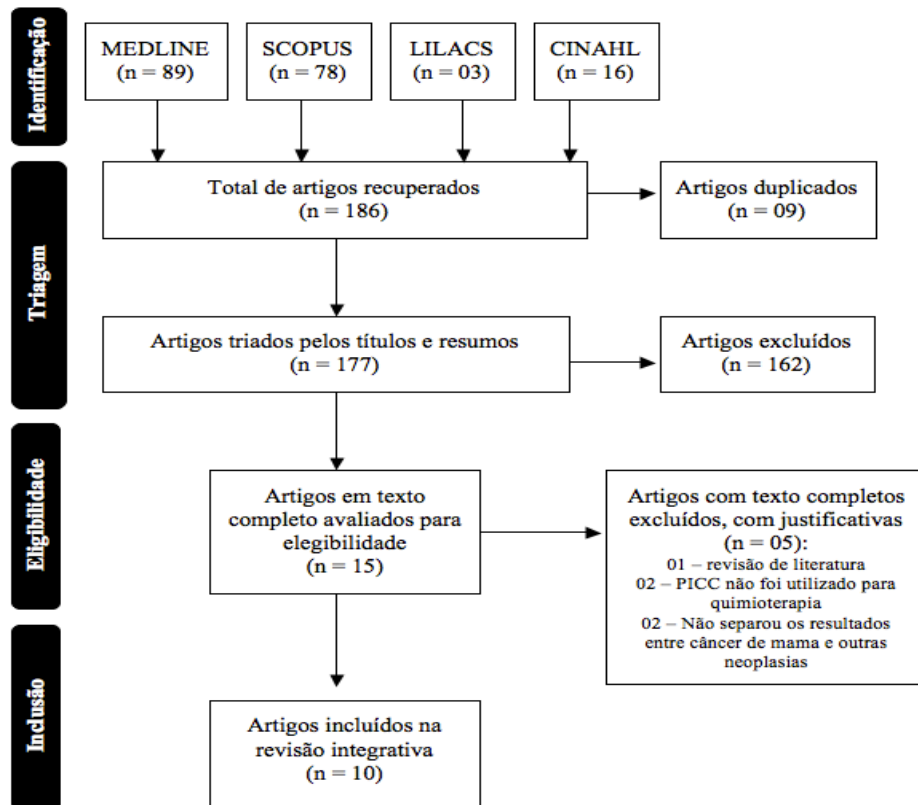 Identificação
MEDLINE
(n = 89)
SCOPUS
(n = 78)
LILACS
(n = 03)
CINAHL
(n = 16)
Triagem
Total de artigos recuperados
(n = 186)
Artigos duplicados
(n = 09)
Artigos triados pelos títulos e resumos
(n = 177)
Artigos excluídos
(n = 162)
Eligibilidade
Artigos em texto
completo avaliados para
elegibilidade
(n = 15)
Artigos com texto completos
excluídos, com justificativas
(n = 05):
01 – revisão de literatura
02 – PICC não foi utilizado para
quimioterapia
02 – Não separou os resultados
entre câncer de mama e outras
neoplasias
Inclusão
Artigos incluídos na
revisão integrativa
(n = 10)